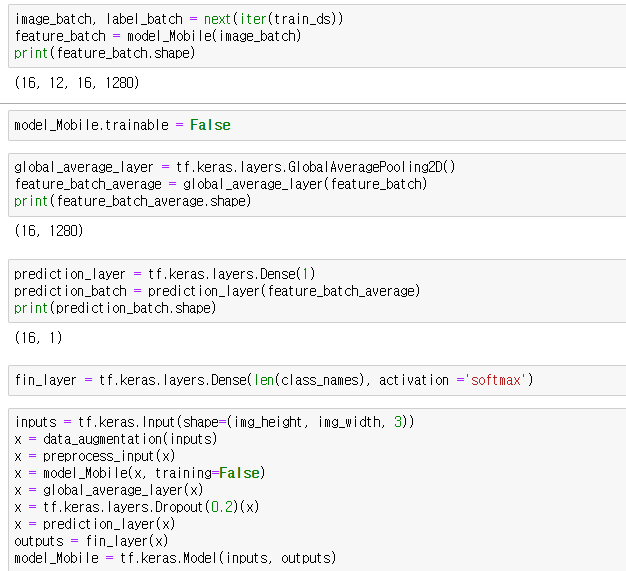 image_batch, label_batch = next(iter(train_ds))
feature_batch = model_Mobile(image_batch)
print(feature_batch.shape)
(16, 12, 16, 1280)
model_Mobile.trainable = False
global_average_layer = tf.keras.layers.GlobalAveragePooling2D()
feature_batch_average = global_average_layer(feature_batch)
print(feature_batch_average.shape)
(16, 1280)
prediction_layer = tf.keras.layers.Dense(1)
prediction_batch = prediction_layer(feature_batch_average)
print(prediction_batch.shape)
(16, 1)
fin_layer = tf.keras.layers.Dense(len(class_names), activation ='softmax')
inputs = tf.keras.Input(shape=(img_height, img_width, 3))
x = data_augmentation(inputs)
x = preprocess_input(x)
x = model_Mobile(x, training=False)
x = global_average_layer(x)
x = tf.keras.layers.Dropout(0.2)(x)
x = prediction_layer(x)
outputs = fin_layer(x)
model_Mobile = tf.keras.Model(inputs, outputs)